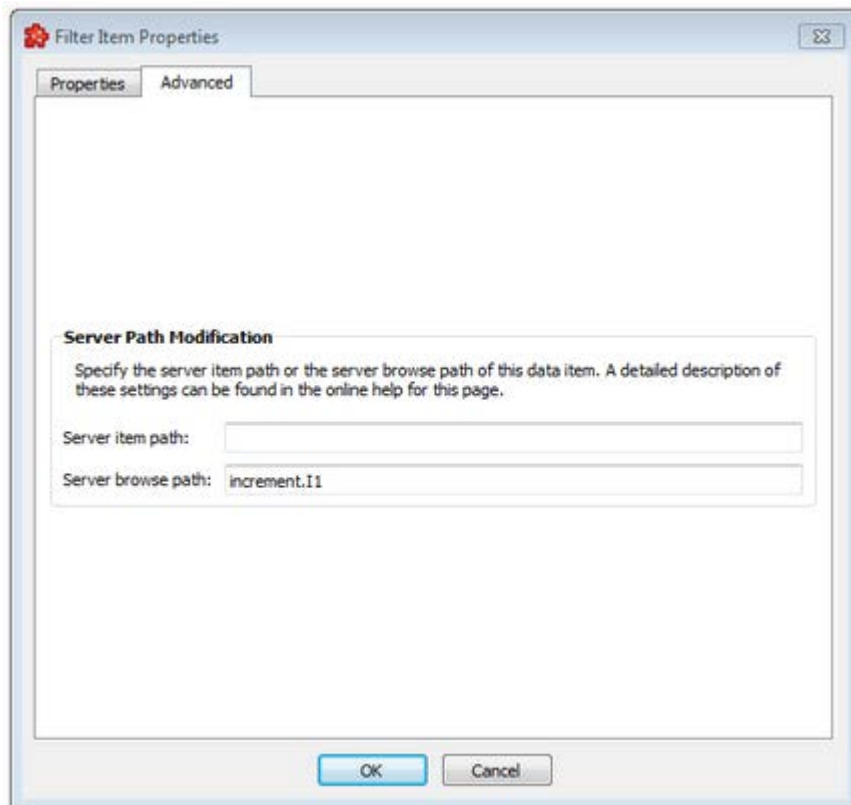 Filter Item Properties
Properties
Advanced
Server Path Modification
Specify the server item path or the server browse path of this data item. A detailed description of
these settings can be found in the online help for this page.
Server item path:
Server browse path: increment.I1
OK
Cancel